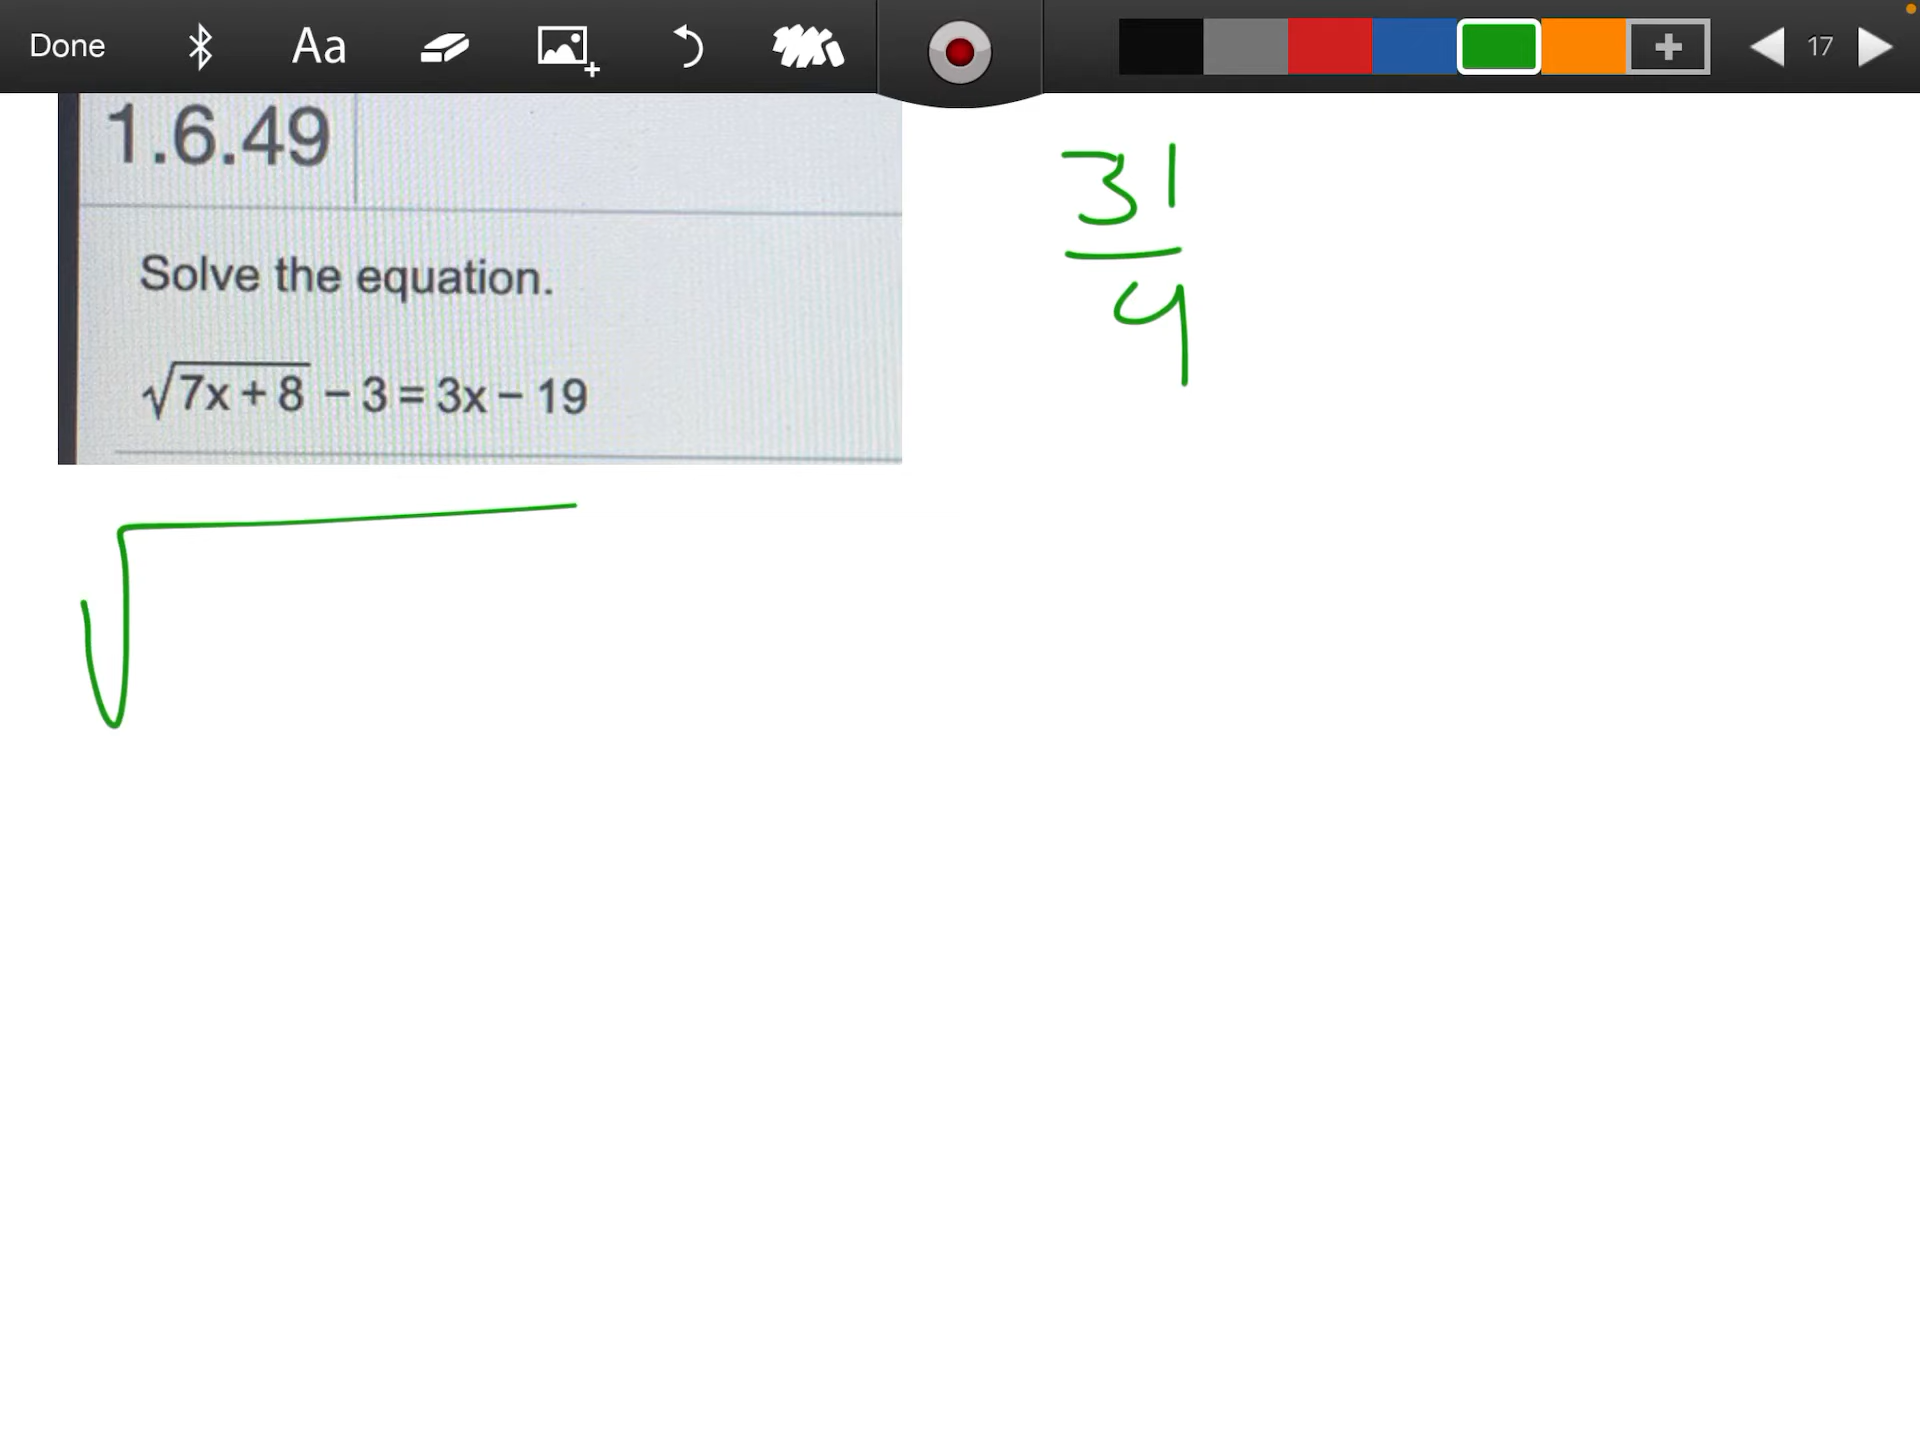 Done
Aa
17
1.6.49
Solve the equation.
√7x + 8 − 3 = 3x − 19
31
4